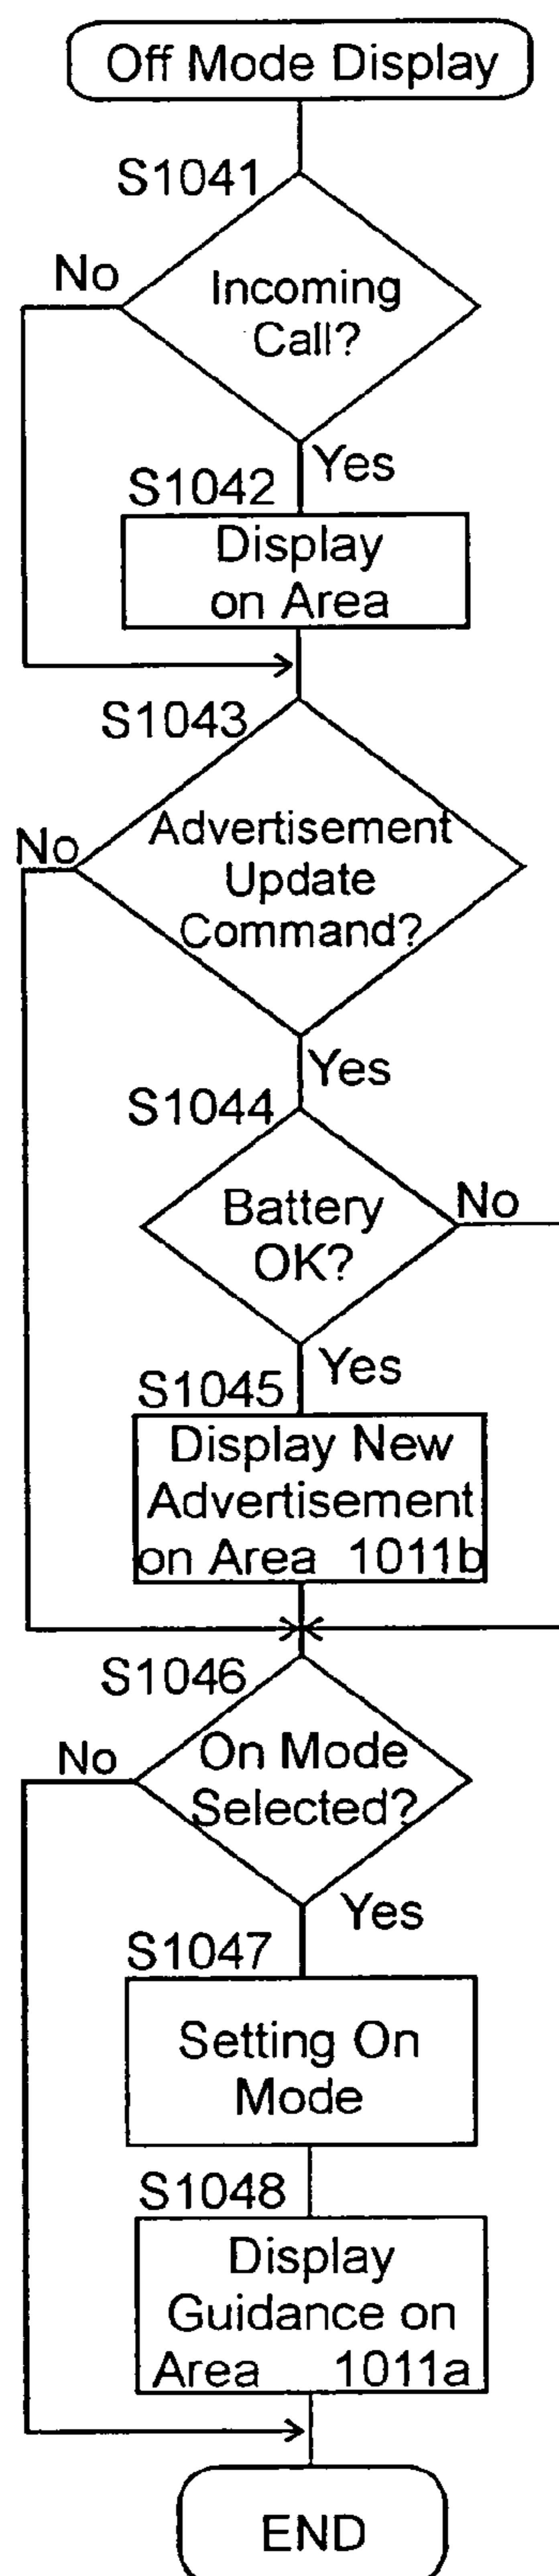 Off Mode Display
S1041
No
Incoming
Call?
Yes
S1042
Display
on Area
S1043
No
Advertisement
Update
Command?
Yes
S1044
Battery
OK?
No
Yes
S1045
Display New
Advertisement
on Area 1011b
S1046
No
On Mode
Selected?
Yes
S1047
Setting On
Mode
S1048
Display
Guidance on
Area 1011a
END